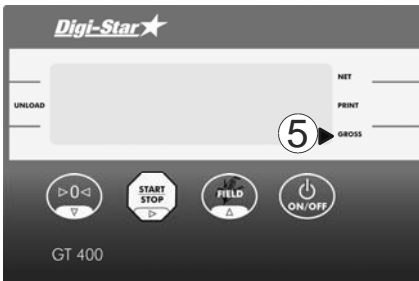 Digi-Star
NET
UNLOAD
PRINT
5
GROSS
▷0◁
START
STOP
FIELD
ON/OFF
GT 400